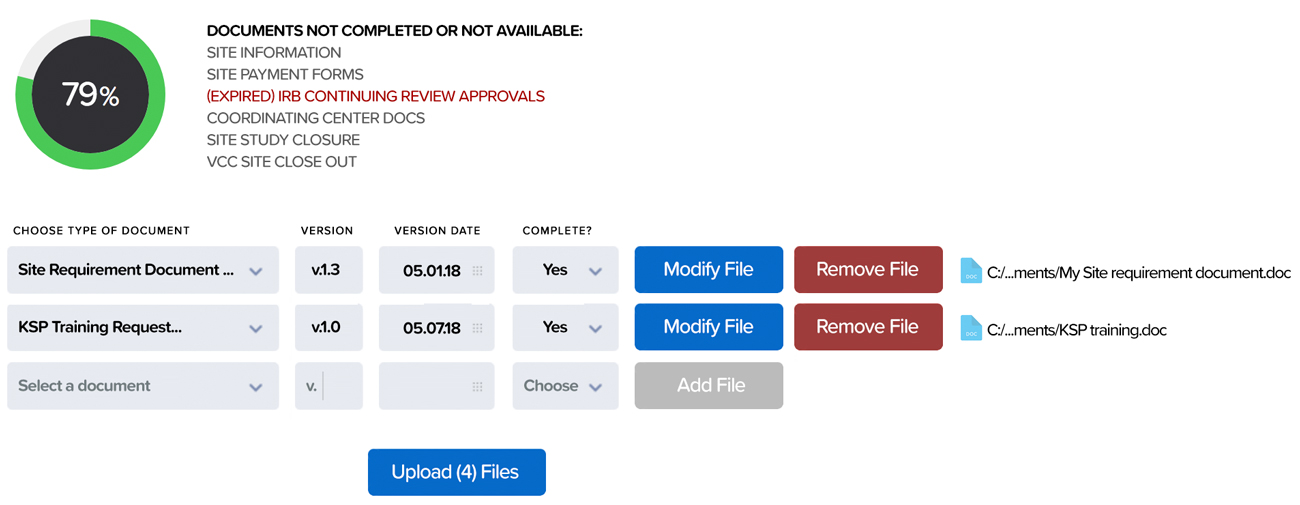 79%
DOCUMENTS NOT COMPLETED OR NOT AVAIILABLE:
SITE INFORMATION
SITE PAYMENT FORMS
(EXPIRED) IRB CONTINUING REVIEW APPROVALS
COORDINATING CENTER DOCS
SITE STUDY CLOSURE
VCC SITE CLOSE OUT
CHOOSE TYPE OF DOCUMENT VERSION VERSION DATE COMPLETE?
Site Requirement Document ... v.1.3 05.01.18 Yes Modify File Remove File DOC C:/...ments/My Site requirement document.doc
KSP Training Request... v.1.0 05.07.18 Yes Modify File Remove File DOC C:/...ments/KSP training.doc
Select a document v. Choose Add File
Upload (4) Files